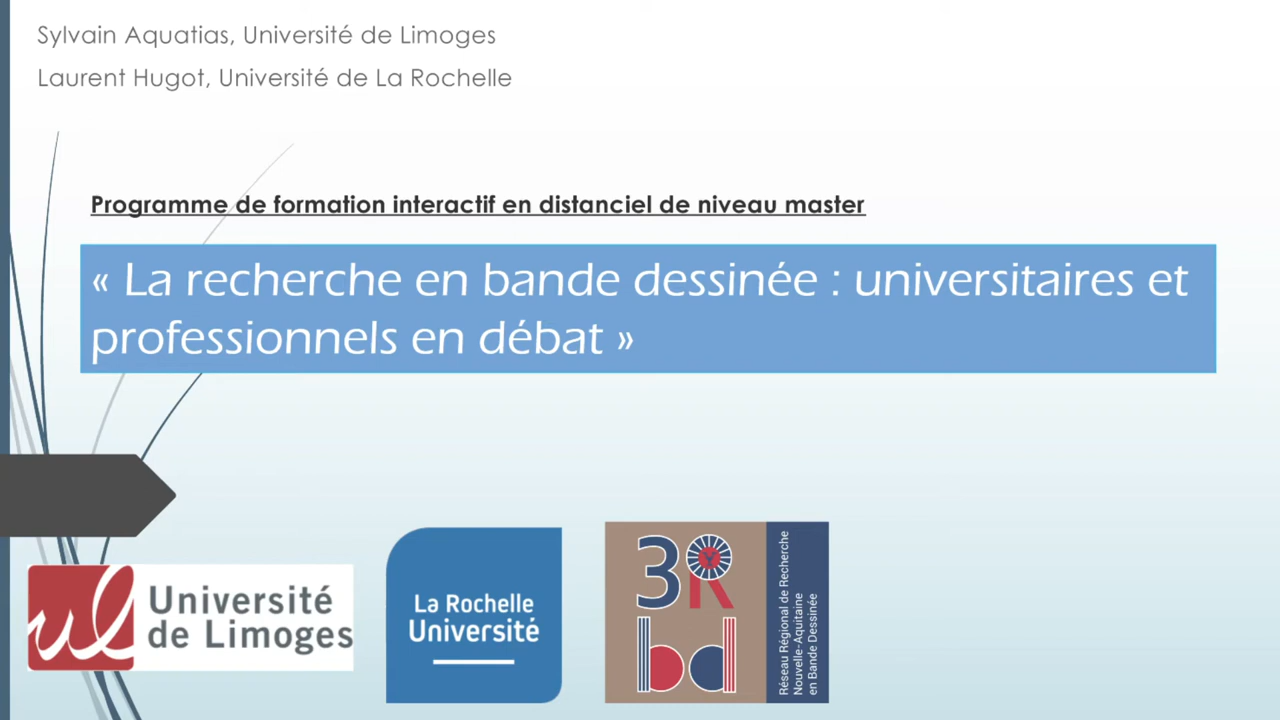 Sylvain Aquatias, Université de Limoges
Laurent Hugot, Université de La Rochelle
Programme de formation interactif en distanciel de niveau master
« La recherche en bande dessinée : universitaires et
professionnels en débat »
ul
Université
de Limoges
La Rochelle
Université
3R
bd
Réseau Régional de Recherche
Nouvelle-Aquitaine
en Bande Dessinée